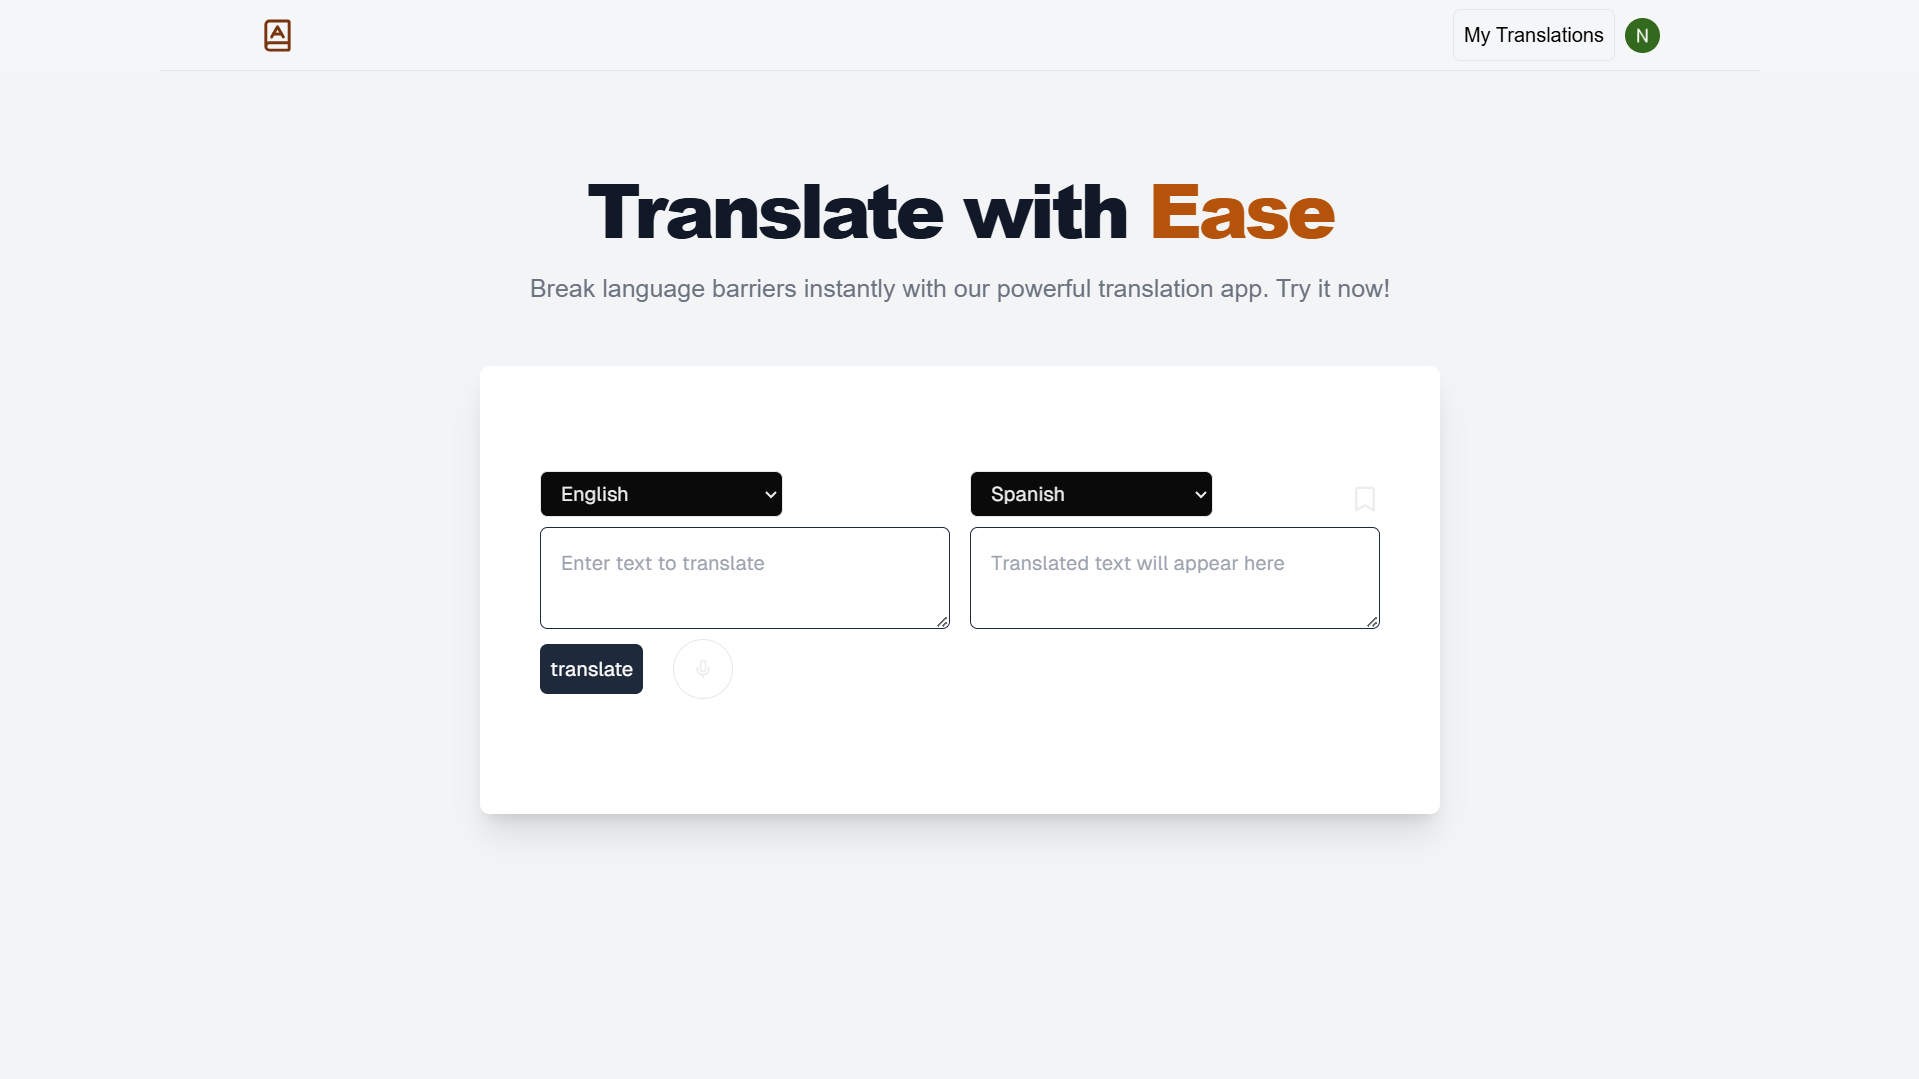 My Translations
N
Translate with Ease
Break language barriers instantly with our powerful translation app. Try it now!
English
Spanish
Enter text to translate
Translated text will appear here
translate